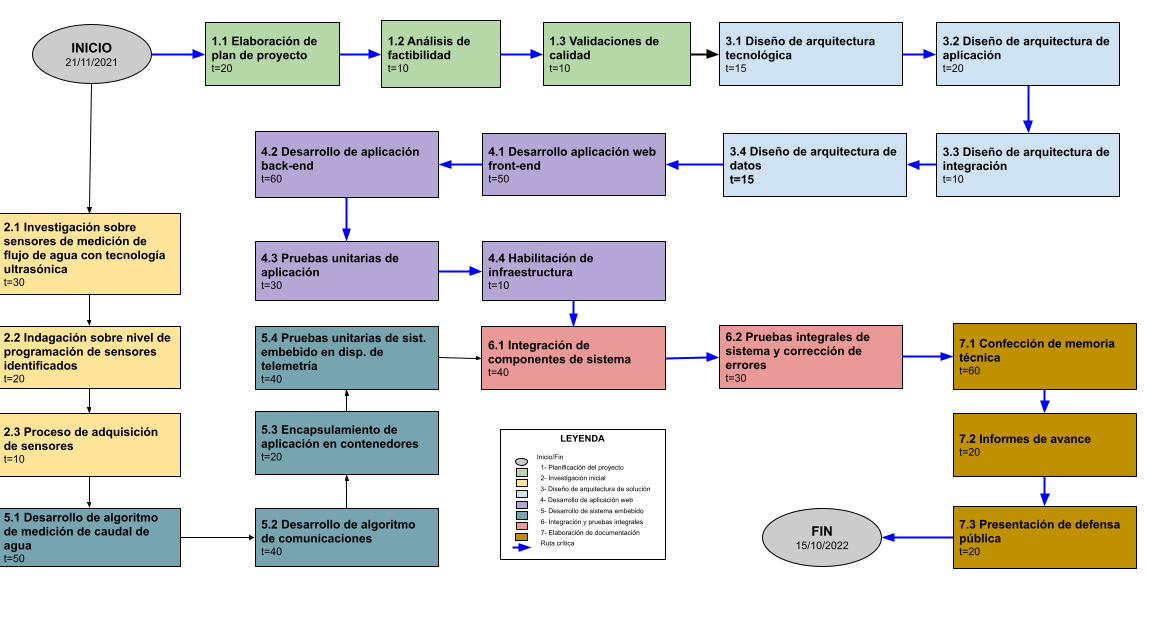 INICIO
21/11/2021
1.1 Elaboración de
plan de proyecto
t=20
1.2 Análisis de
factibilidad
t=10
1.3 Validaciones de
calidad
t=10
3.1 Diseño de arquitectura
tecnológica
t=15
3.2 Diseño de arquitectura de
aplicación
t=20
4.2 Desarrollo de aplicación
back-end
t=60
4.1 Desarrollo aplicación web
front-end
t=50
3.4 Diseño de arquitectura de
datos
t=15
3.3 Diseño de arquitectura de
integración
t=10
2.1 Investigación sobre
sensores de medición de
flujo de agua con tecnología
ultrasónica
t=30
4.3 Pruebas unitarias de
aplicación
t=30
4.4 Habilitación de
infraestructura
t=10
2.2 Indagación sobre nivel de
programación de sensores
identificados
t=20
5.4 Pruebas unitarias de sist.
embebido en disp. de
telemetría
t=40
6.1 Integración de
componentes de sistema
t=40
6.2 Pruebas integrales de
sistema y corrección de
errores
t=30
7.1 Confección de memoria
técnica
t=60
2.3 Proceso de adquisición
de sensores
t=10
5.3 Encapsulamiento de
aplicación en contenedores
t=20
7.2 Informes de avance
t=20
LEYENDA
Inicio/Fin
1- Planificación del proyecto
2- Investigación inicial
3- Diseño de arquitectura de solución
4- Desarrollo de aplicación web
5- Desarrollo de sistema embebido
6- Integración y pruebas integrales
7- Elaboración de documentación
Ruta crítica
5.1 Desarrollo de algoritmo
de medición de caudal de
agua
t=50
5.2 Desarrollo de algoritmo
de comunicaciones
t=40
FIN
15/10/2022
7.3 Presentación de defensa
pública
t=20